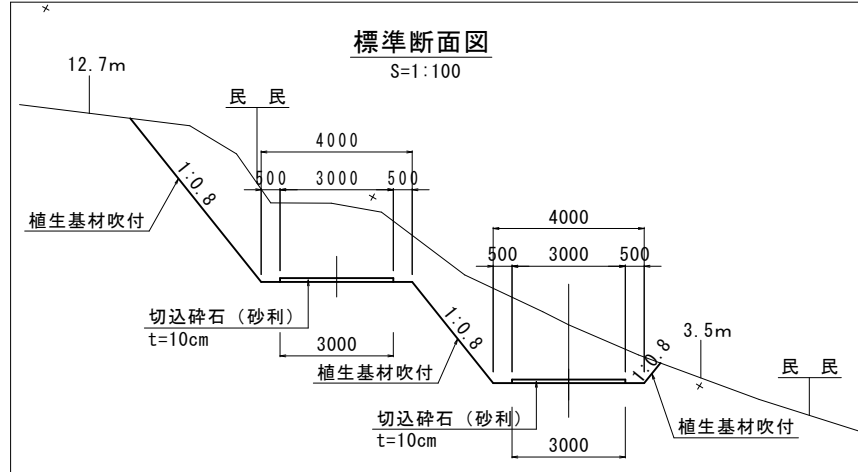 標準断面図
S=1:100
12.7m
民 民
4000
500 3000 500
1:0.8
植生基材吹付
切込砕石(砂利)
t=10cm
3000
1:0.8
植生基材吹付
4000
500 3000 500
3.5m
1:0.8
民 民
切込砕石(砂利)
t=10cm
3000
植生基材吹付